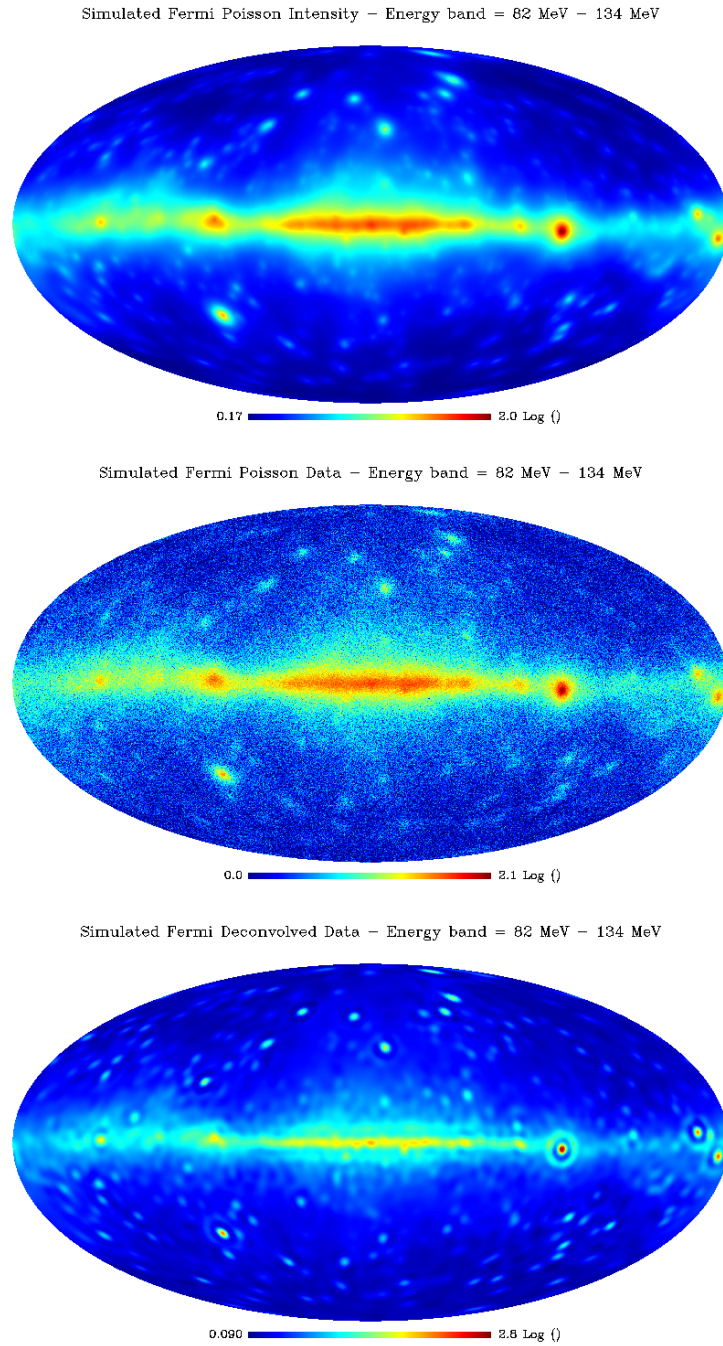 Simulated Fermi Poisson Intensity – Energy band = 82 MeV – 134 MeV
0.17 2.0 Log ()
Simulated Fermi Poisson Data – Energy band = 82 MeV – 134 MeV
0.0 2.1 Log ()
Simulated Fermi Deconvolved Data – Energy band = 82 MeV – 134 MeV
0.090 2.8 Log ()